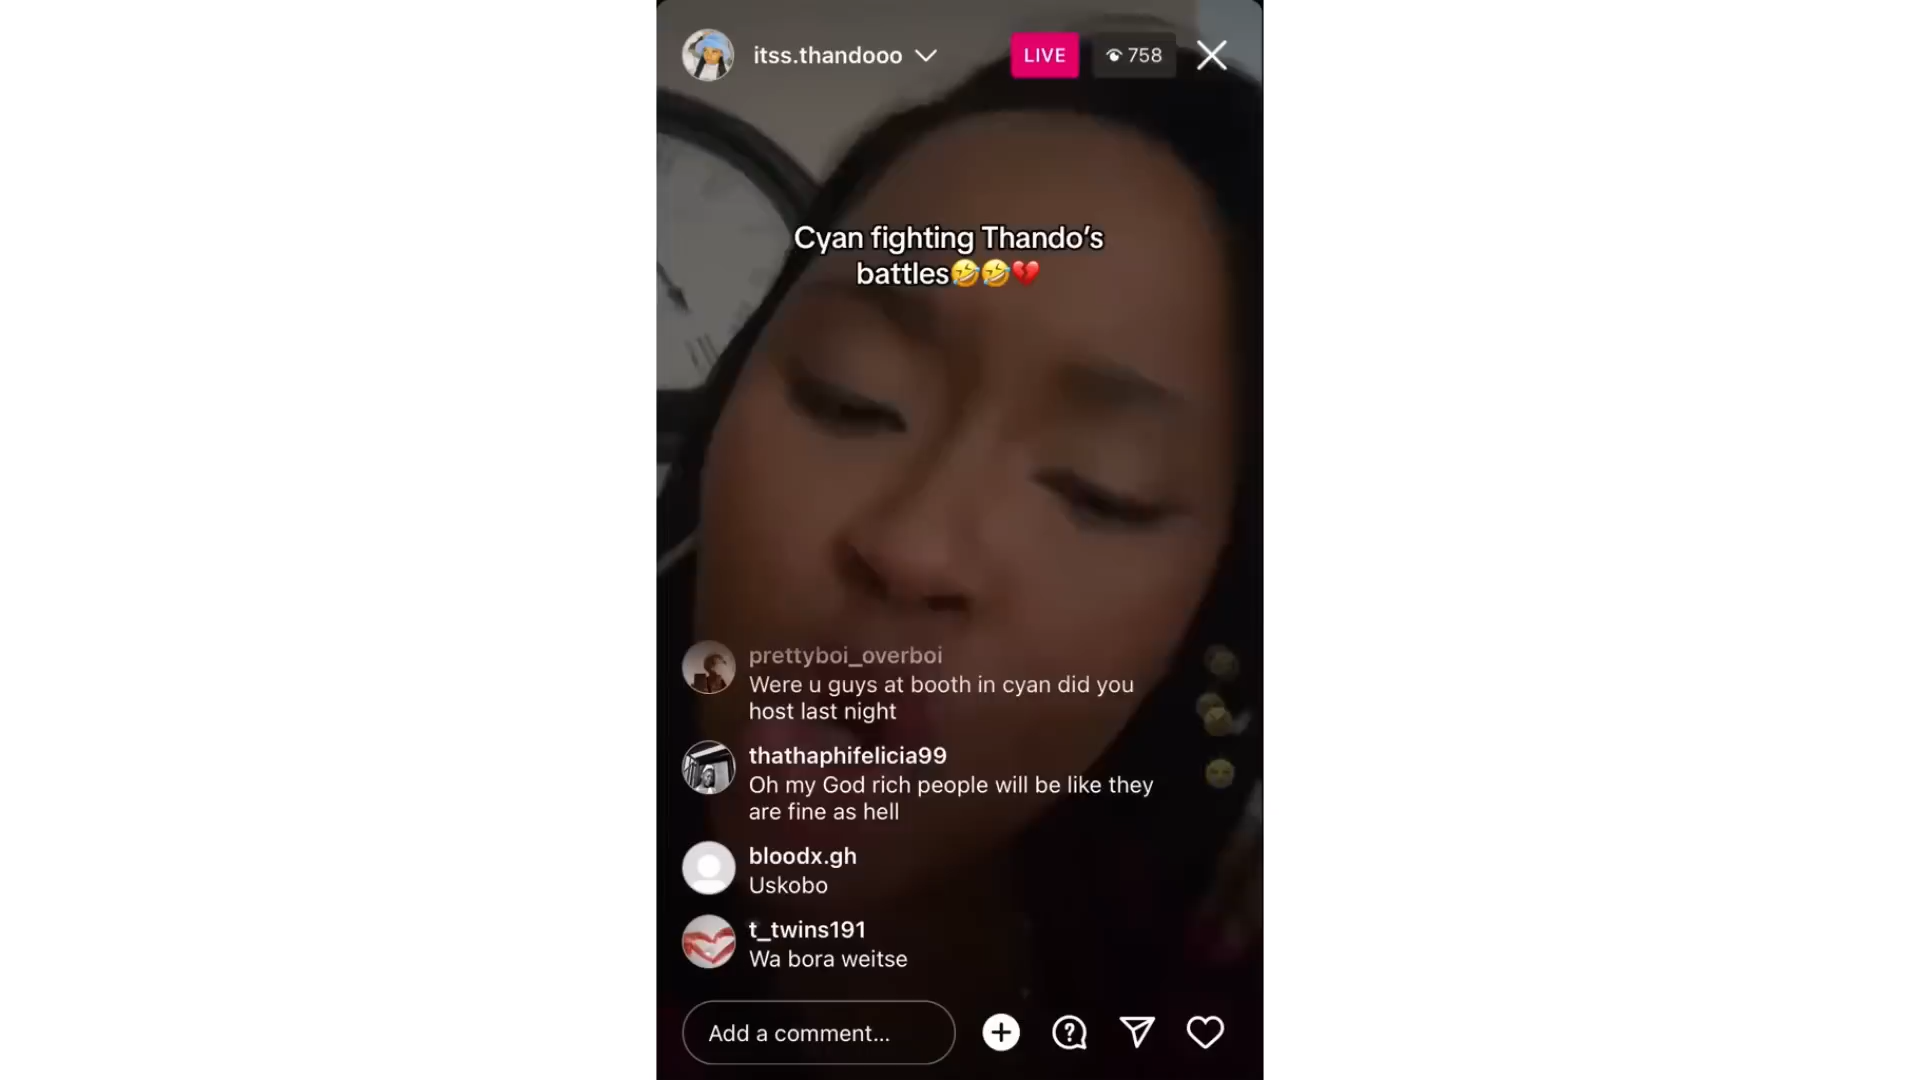 itss.thandooo
LIVE
758
Cyan fighting Thando's
battles🤣🤣💔
prettyboi_overboi
Were u guys at booth in cyan did you
host last night
thathaphifelicia99
Oh my God rich people will be like they
are fine as hell
bloodx.gh
Uskobo
t_twins191
Wa bora weitse
Add a comment...